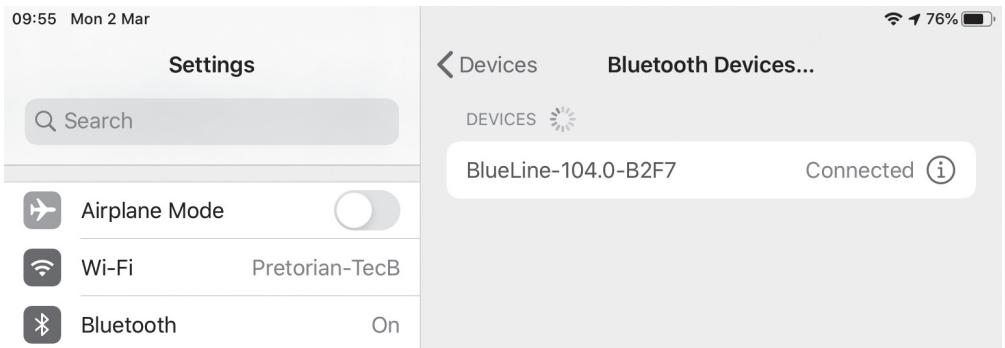 09:55 Mon 2 Mar
76%
Settings
Search
Airplane Mode
Wi-Fi Pretorian-TecB
Bluetooth On
Devices Bluetooth Devices...
DEVICES
BlueLine-104.0-B2F7 Connected